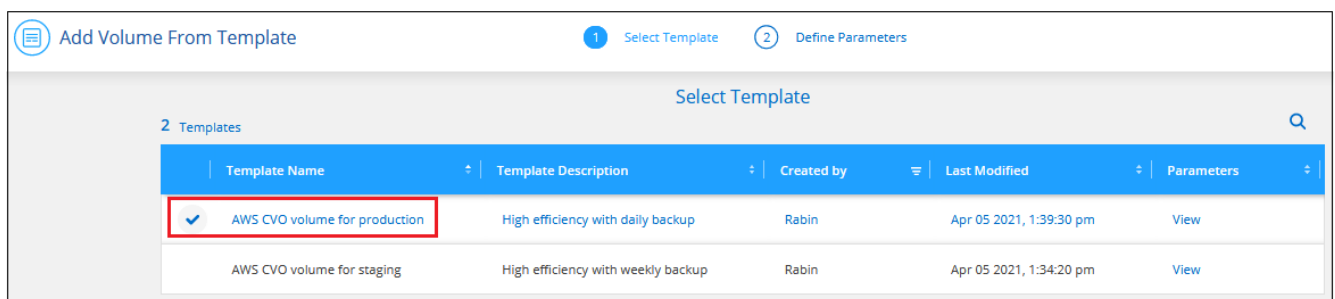 Add Volume From Template
1 Select Template 2 Define Parameters
Select Template
2 Templates
Template Name Template Description Created by Last Modified Parameters
AWS CVO volume for production High efficiency with daily backup Rabin Apr 05 2021, 1:39:30 pm View
AWS CVO volume for staging High efficiency with weekly backup Rabin Apr 05 2021, 1:34:20 pm View